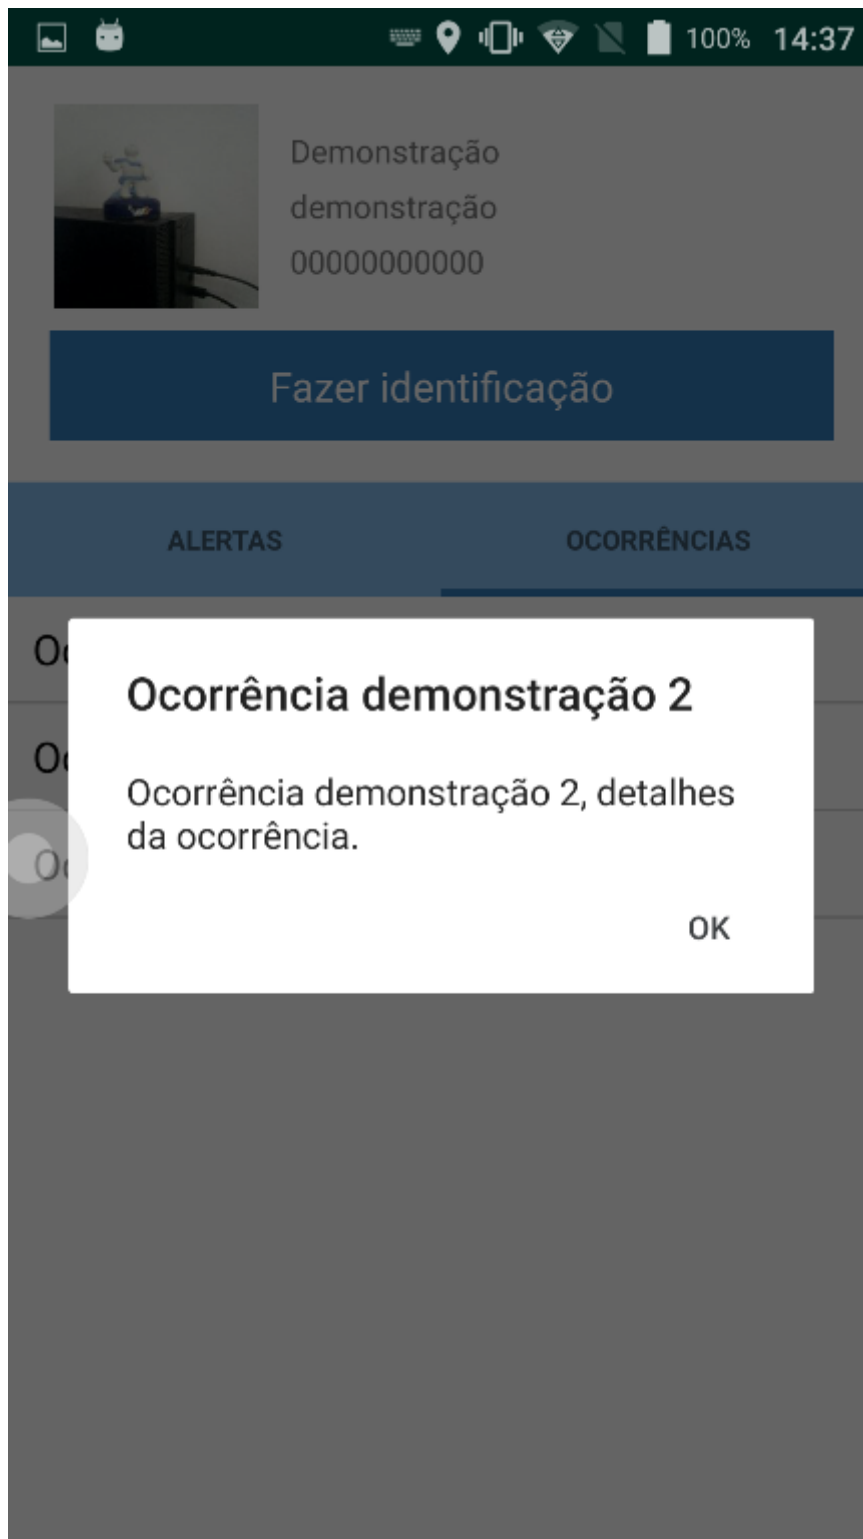 100% 14:37
Demonstração
demonstração
00000000000
Fazer identificação
ALERTAS OCORRÊNCIAS
Ocorrência demonstração 2
Ocorrência demonstração 2, detalhes
da ocorrência.
OK